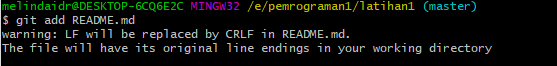 melindaidr@DESKTOP-6CQ6E2C MINGW32 /e/pemrograman1/latihan1 (master)
$ git add README.md
warning: LF will be replaced by CRLF in README.md.
The file will have its original line endings in your working directory